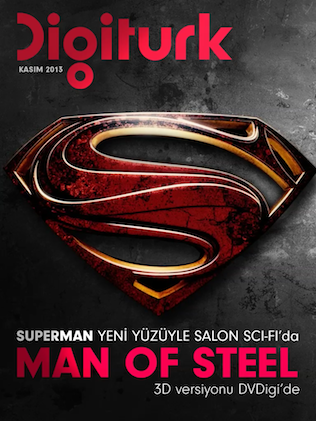 Digiturk
KASIM 2013
SUPERMAN YENİ YÜZÜYLE SALON SCI-FI'da
MAN OF STEEL
3D versiyonu DVDigi'de